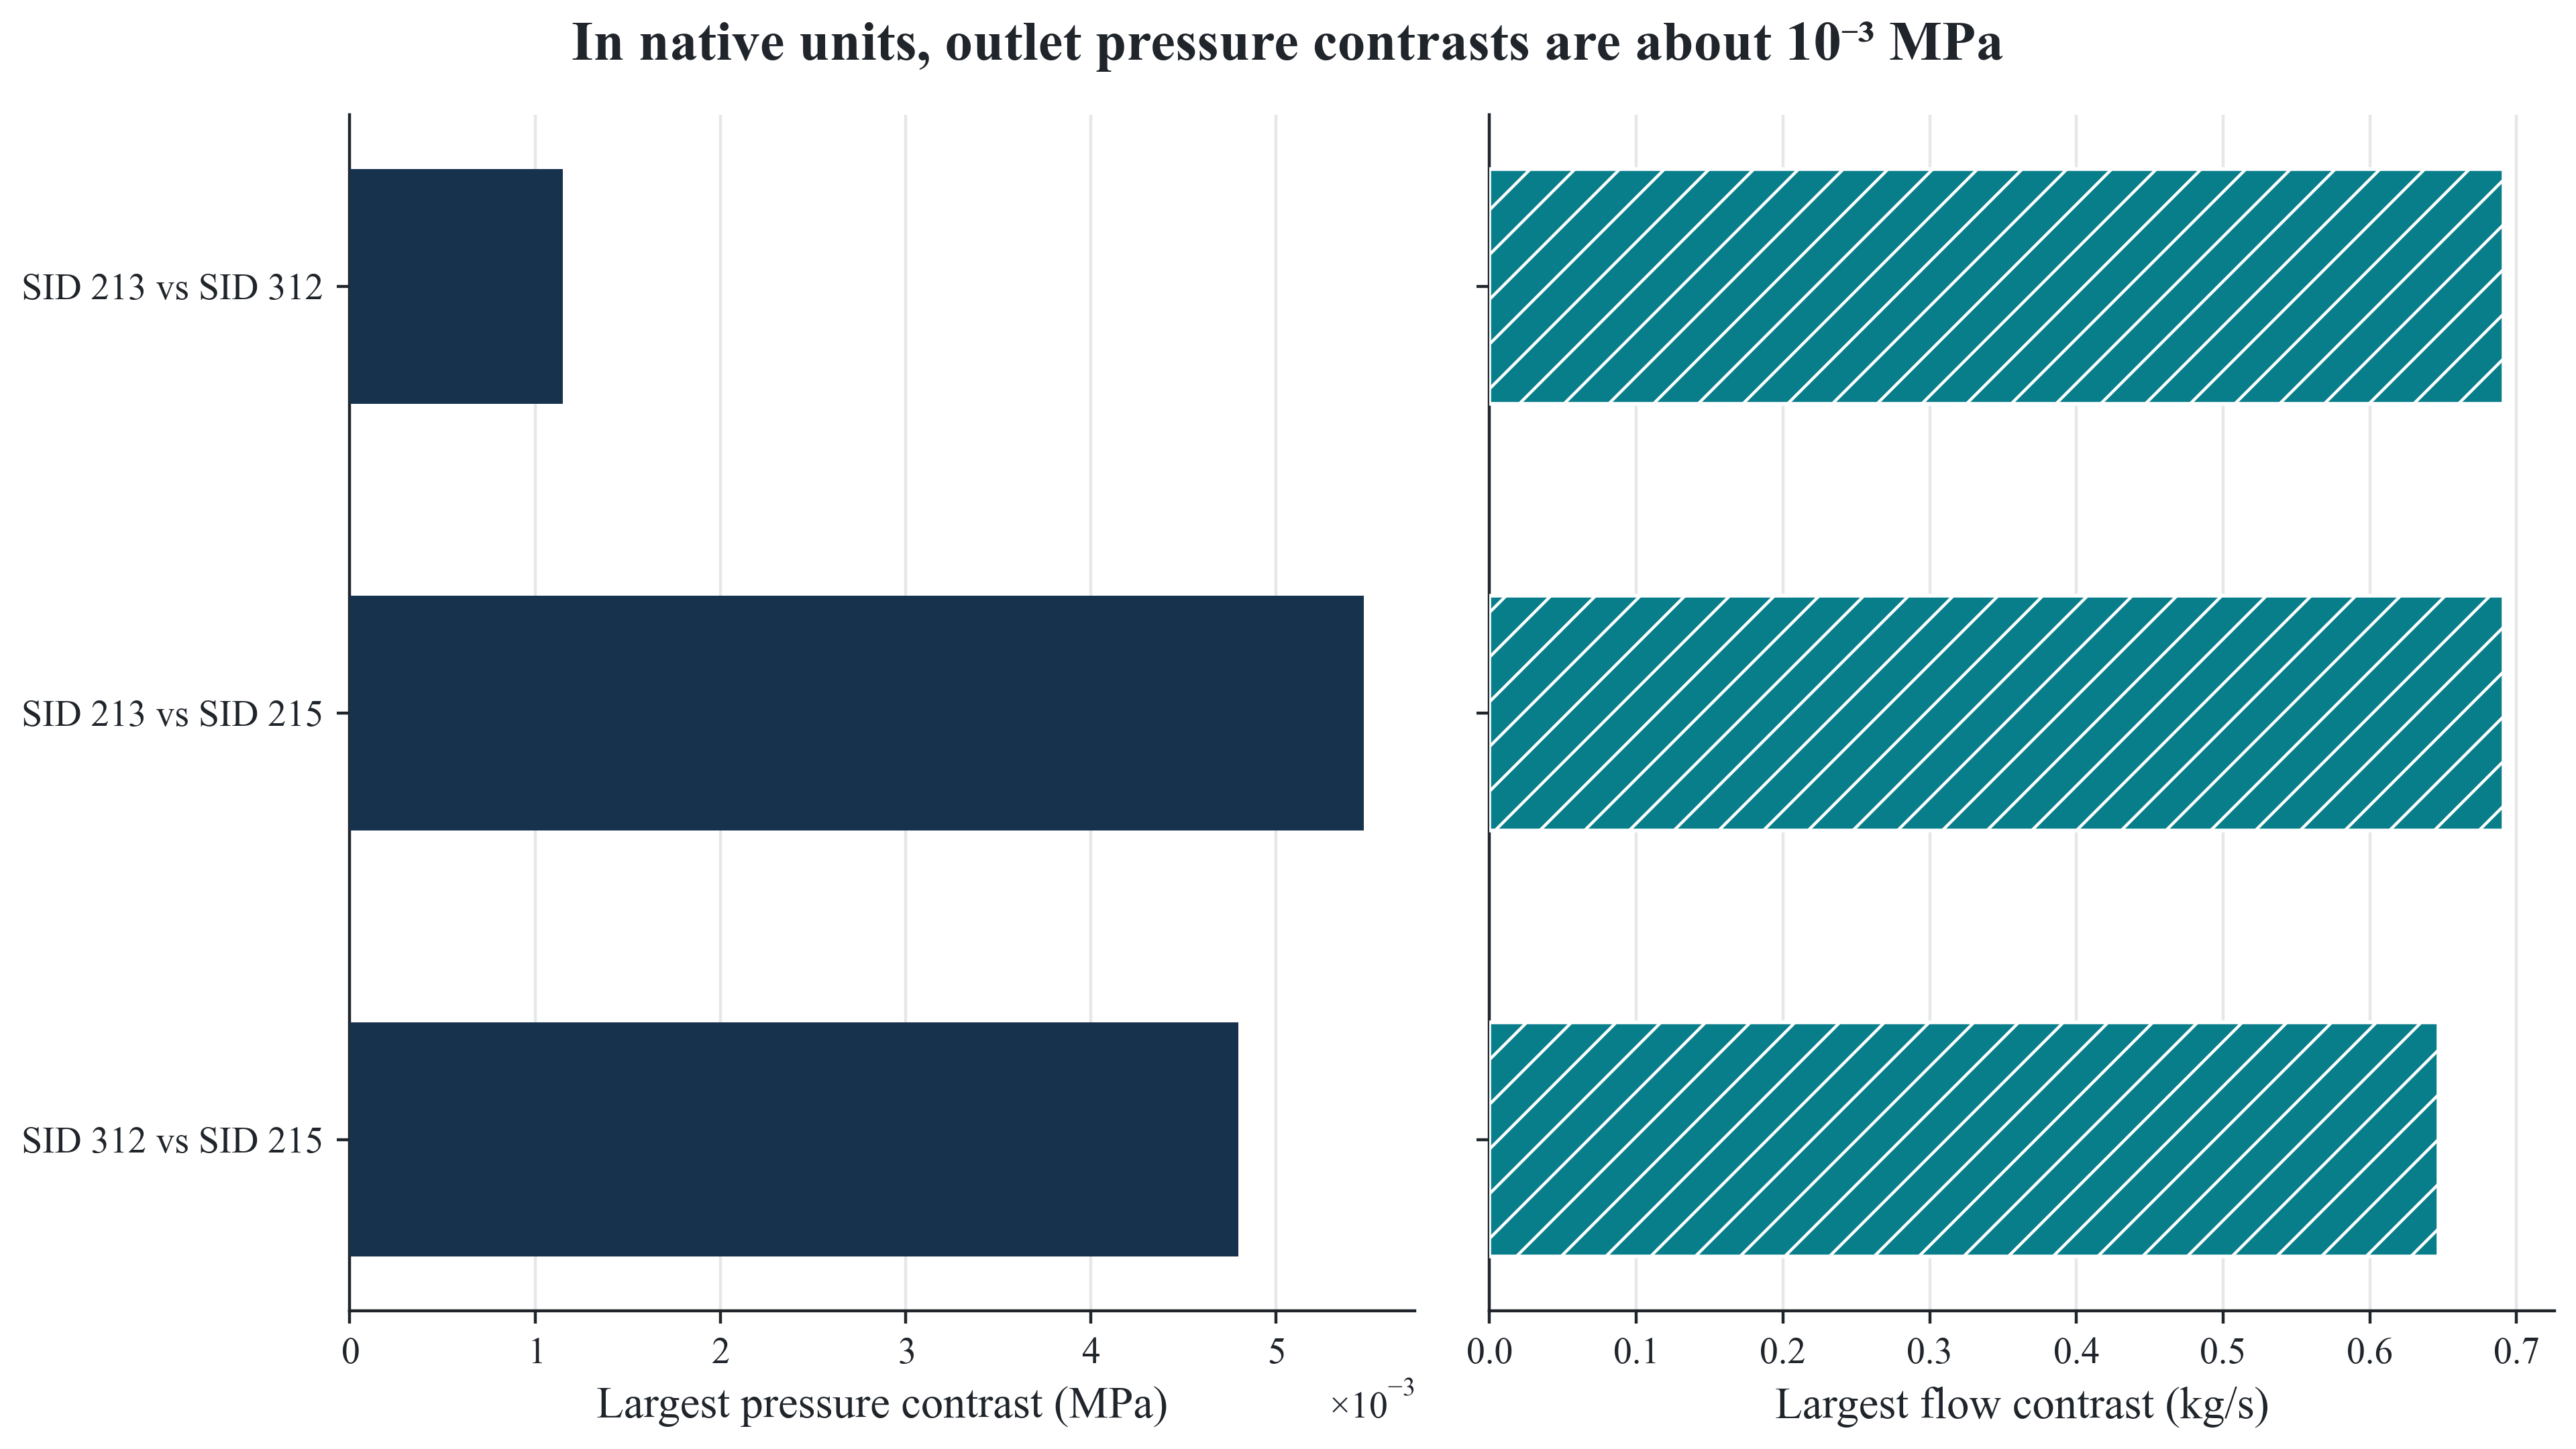 In native units, outlet pressure contrasts are about 10⁻³ MPa
SID 213 vs SID 312
SID 213 vs SID 215
SID 312 vs SID 215
0 1 2 3 4 5
Largest pressure contrast (MPa)
×10⁻³
0.0 0.1 0.2 0.3 0.4 0.5 0.6 0.7
Largest flow contrast (kg/s)